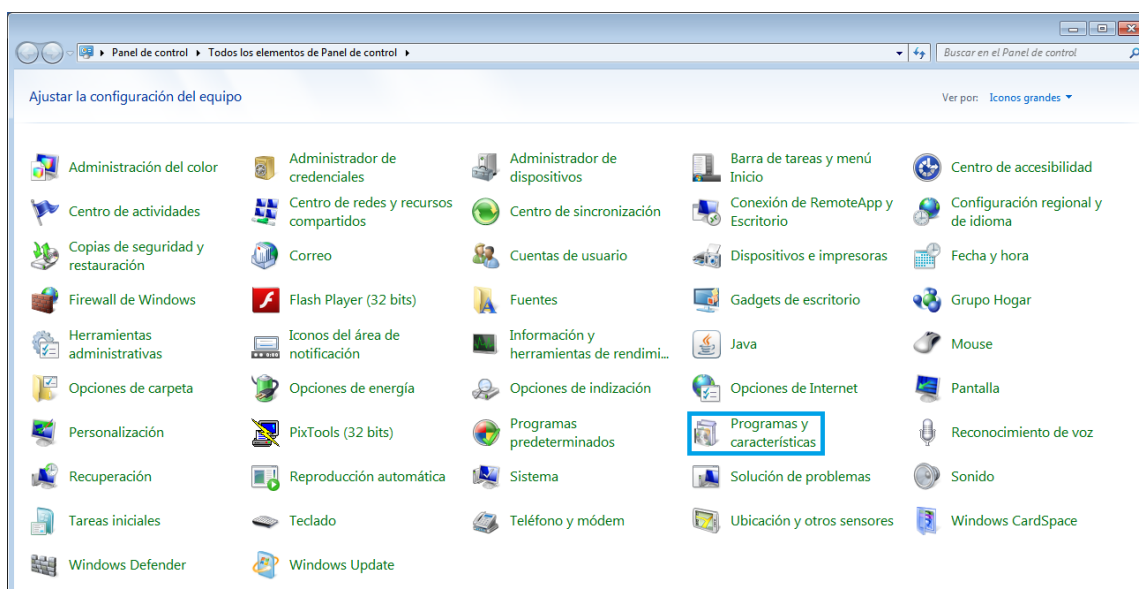 Panel de control ▸ Todos los elementos de Panel de control ▸
Buscar en el Panel de control
Ajustar la configuración del equipo
Ver por: Iconos grandes
Administración del color
Administrador de
credenciales
Administrador de
dispositivos
Barra de tareas y menú
Inicio
Centro de accesibilidad
Centro de actividades
Centro de redes y recursos
compartidos
Centro de sincronización
Conexión de RemoteApp y
Escritorio
Configuración regional y
de idioma
Copias de seguridad y
restauración
Correo
Cuentas de usuario
Dispositivos e impresoras
Fecha y hora
Firewall de Windows
Flash Player (32 bits)
Fuentes
Gadgets de escritorio
Grupo Hogar
Herramientas
administrativas
Iconos del área de
notificación
Información y
herramientas de rendimi...
Java
Mouse
Opciones de carpeta
Opciones de energía
Opciones de indización
Opciones de Internet
Pantalla
Personalización
PixTools (32 bits)
Programas
predeterminados
Programas y
características
Reconocimiento de voz
Recuperación
Reproducción automática
Sistema
Solución de problemas
Sonido
Tareas iniciales
Teclado
Teléfono y módem
Ubicación y otros sensores
Windows CardSpace
Windows Defender
Windows Update